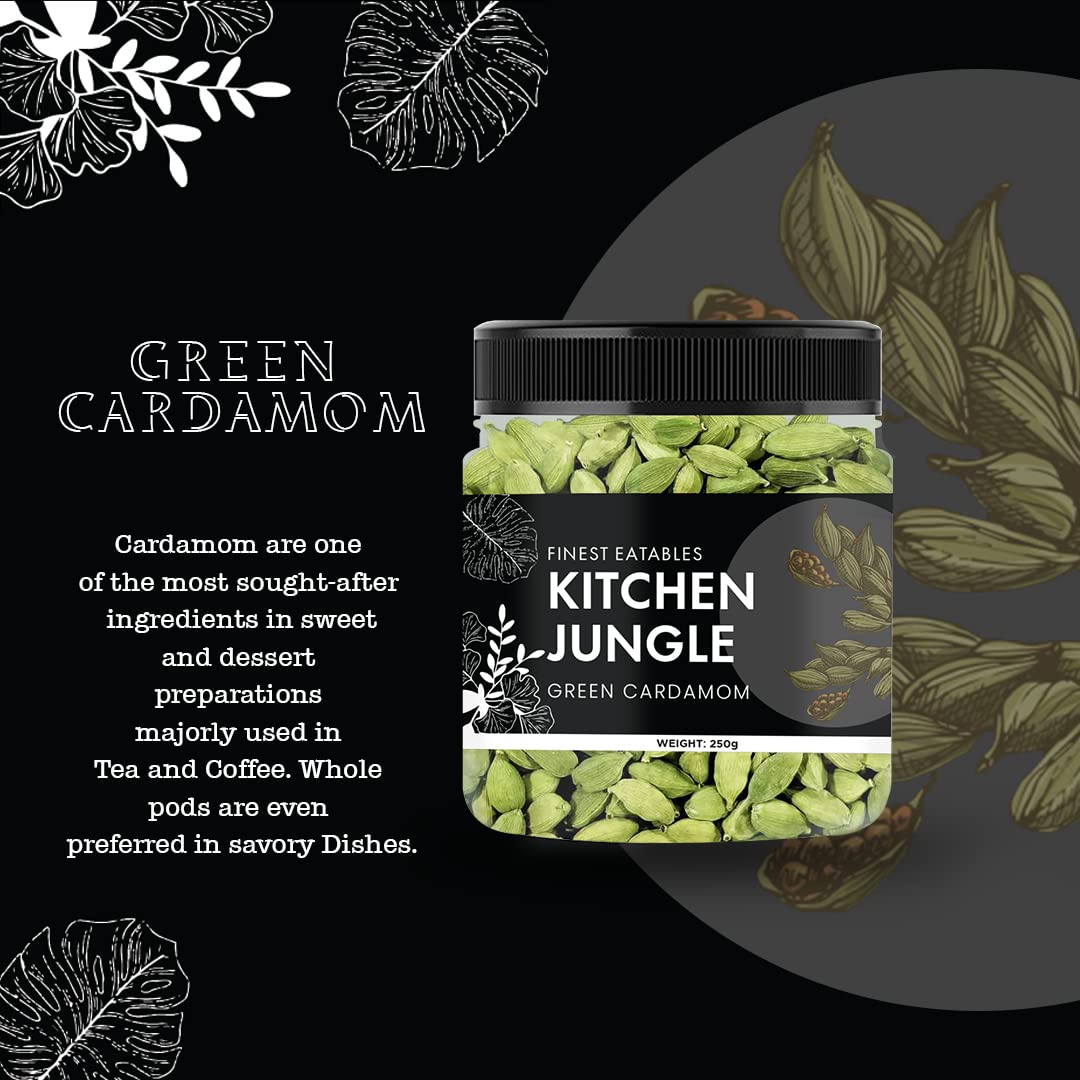 GREEN
CARDAMOM
Cardamom are one
of the most sought-after
ingredients in sweet
and dessert
preparations
majorly used in
Tea and Coffee. Whole
pods are even
preferred in savory Dishes.
FINEST EATABLES
KITCHEN
JUNGLE
GREEN CARDAMOM
WEIGHT: 250g